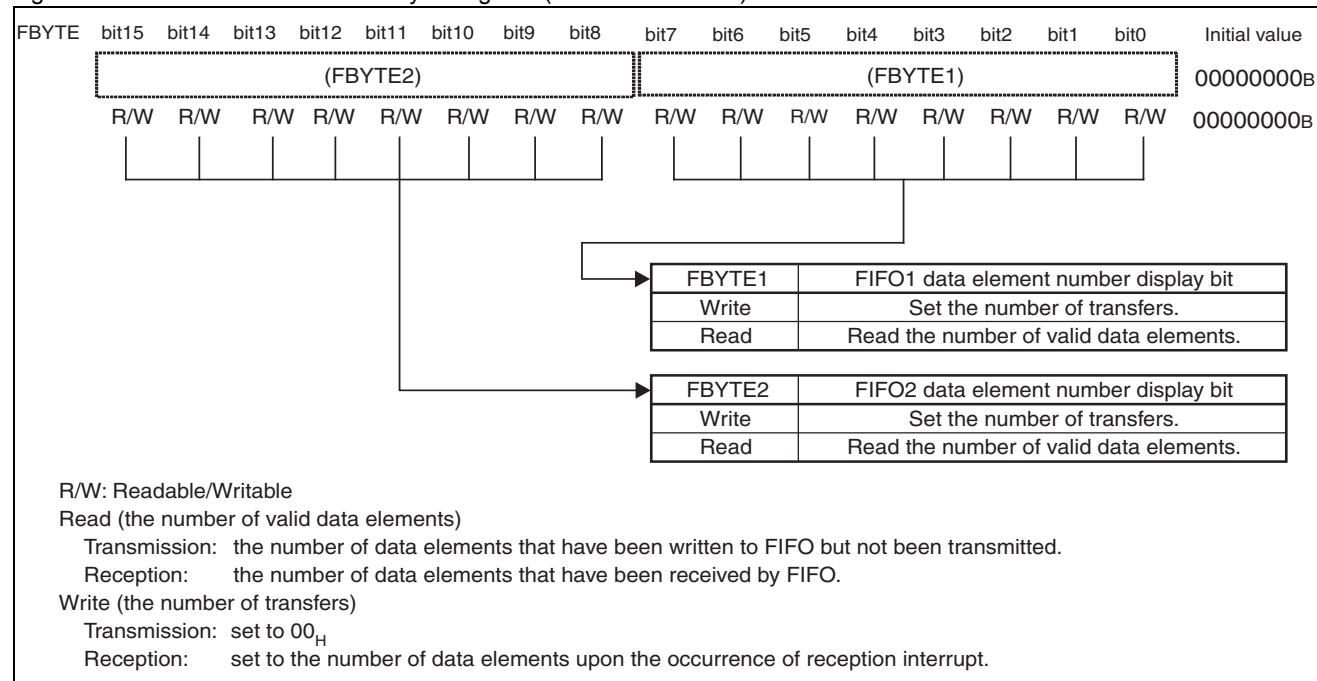 FBYTE bit15 bit14 bit13 bit12 bit11 bit10 bit9 bit8 bit7 bit6 bit5 bit4 bit3 bit2 bit1 bit0 Initial value
(FBYTE2) (FBYTE1) 00000000B
R/W R/W R/W R/W R/W R/W R/W R/W R/W R/W R/W R/W R/W R/W R/W R/W 00000000B
FBYTE1 FIFO1 data element number display bit
Write Set the number of transfers.
Read Read the number of valid data elements.
FBYTE2 FIFO2 data element number display bit
Write Set the number of transfers.
Read Read the number of valid data elements.
R/W: Readable/Writable
Read (the number of valid data elements)
Transmission: the number of data elements that have been written to FIFO but not been transmitted.
Reception: the number of data elements that have been received by FIFO.
Write (the number of transfers)
Transmission: set to 00H
Reception: set to the number of data elements upon the occurrence of reception interrupt.